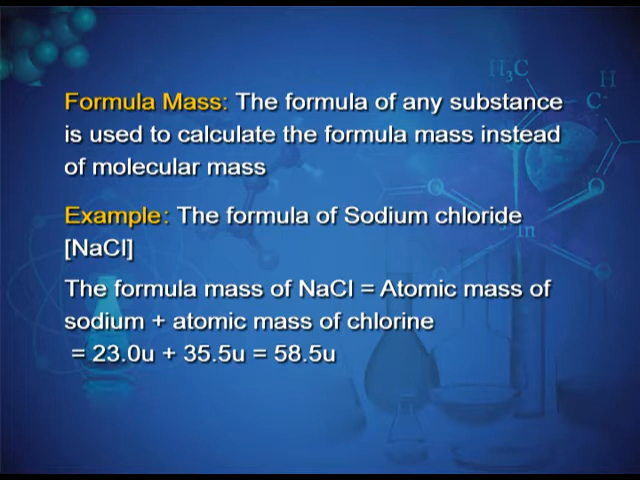 H₃C
H
C
Formula Mass: The formula of any substance
is used to calculate the formula mass instead
of molecular mass
Example: The formula of Sodium chloride
[NaCl]
In
The formula mass of NaCl = Atomic mass of
sodium + atomic mass of chlorine
= 23.0u + 35.5u = 58.5u